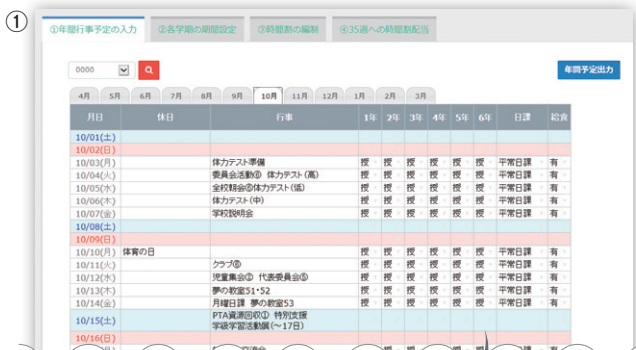 ①
①年間行事予定の入力 ②各学期の期間設定 ③時間割の編制 ④35週への時間割配当
0000 年間予定出力
4月 5月 6月 7月 8月 9月 10月 11月 12月 1月 2月 3月
月日 休日 行事 1年 2年 3年 4年 5年 6年 日課 給食
10/01(土)
10/02(日)
10/03(月) 体力テスト準備 授 授 授 授 授 授 平常日課 有
10/04(火) 委員会活動⑥ 体力テスト(高) 授 授 授 授 授 授 平常日課 有
10/05(水) 全校朝会⑥体力テスト(低) 授 授 授 授 授 授 平常日課 有
10/06(木) 体力テスト(中) 授 授 授 授 授 授 平常日課 有
10/07(金) 学校説明会 授 授 授 授 授 授 平常日課 有
10/08(土)
10/09(日)
10/10(月) 体育の日 授 授 授 授 授 授 平常日課 有
10/11(火) クラブ⑥ 授 授 授 授 授 授 平常日課 有
10/12(水) 児童集会② 代表委員会⑤ 授 授 授 授 授 授 平常日課 有
10/13(木) 夢の教室51・52 授 授 授 授 授 授 平常日課 有
10/14(金) 月曜日課 夢の教室53 授 授 授 授 授 授 平常日課 有
10/15(土) PTA資源回収① 特別支援
学級学習活動展(～17日)
10/16(日)